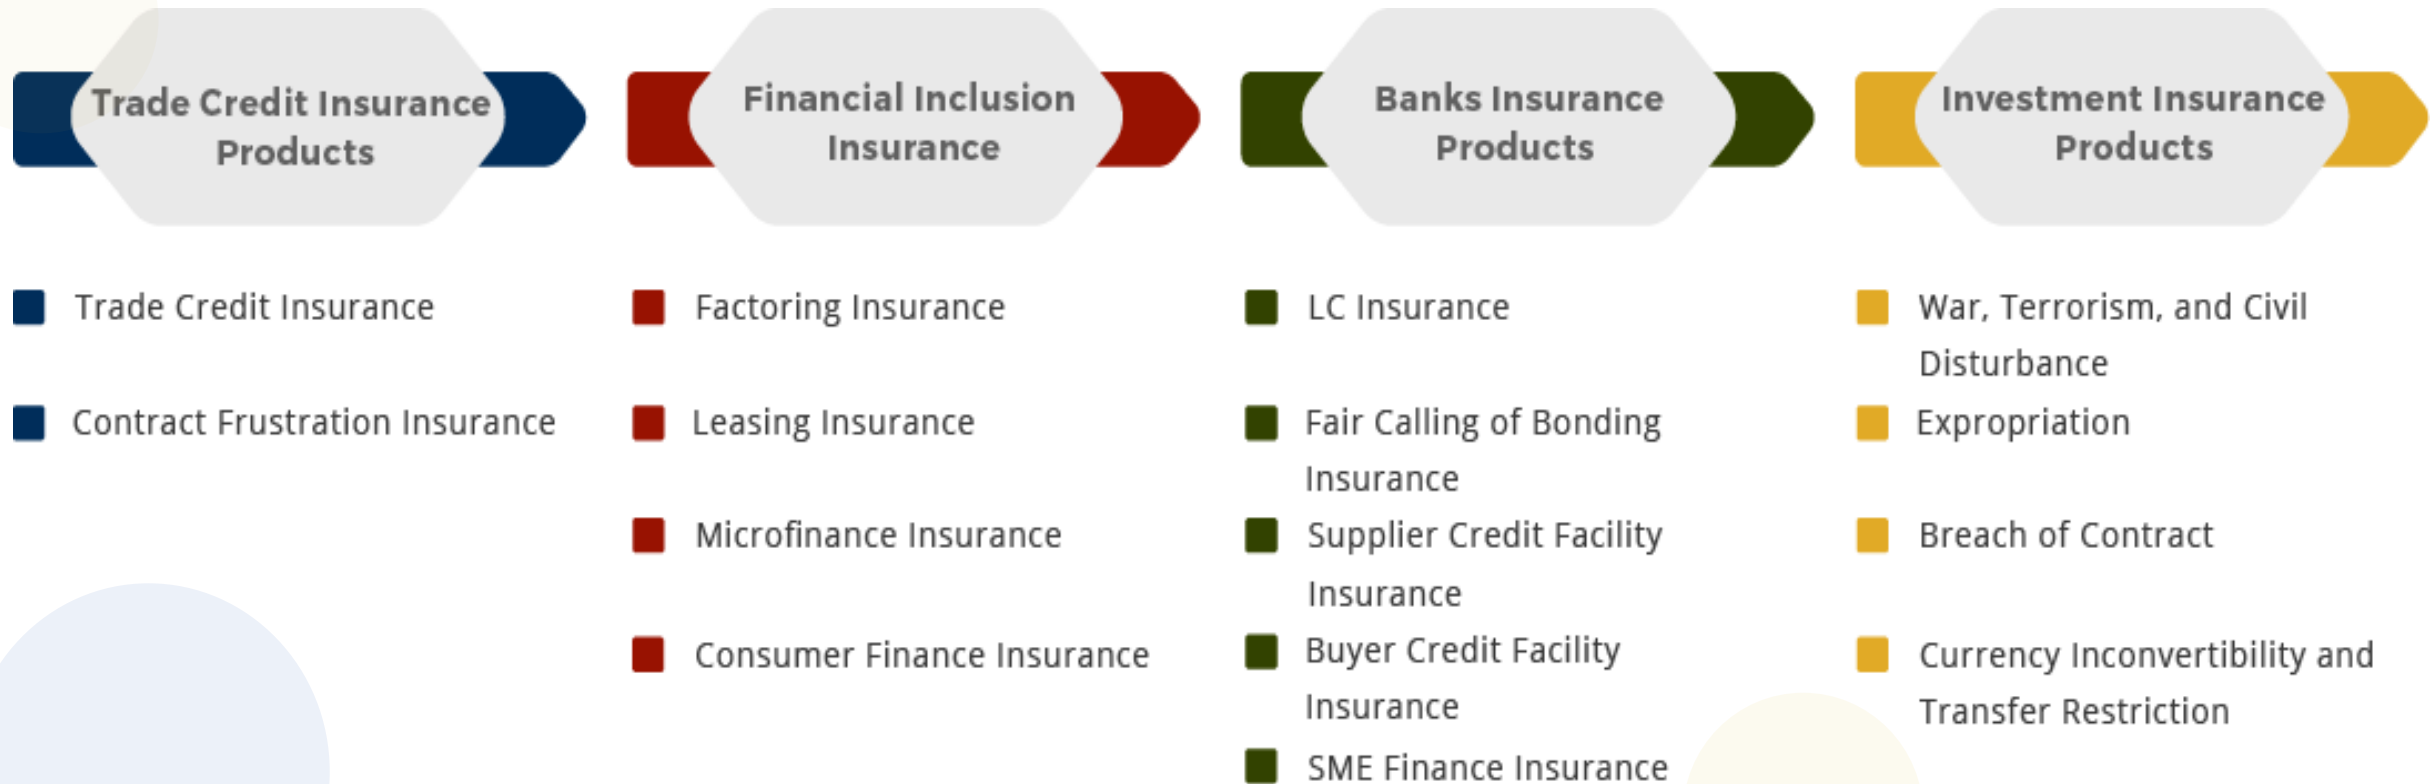 Trade Credit Insurance
Products
Financial Inclusion
Insurance
Banks Insurance
Products
Investment Insurance
Products
Trade Credit Insurance
Contract Frustration Insurance
Factoring Insurance
Leasing Insurance
Microfinance Insurance
Consumer Finance Insurance
LC Insurance
Fair Calling of Bonding
Insurance
Supplier Credit Facility
Insurance
Buyer Credit Facility
Insurance
SME Finance Insurance
War, Terrorism, and Civil
Disturbance
Expropriation
Breach of Contract
Currency Inconvertibility and
Transfer Restriction